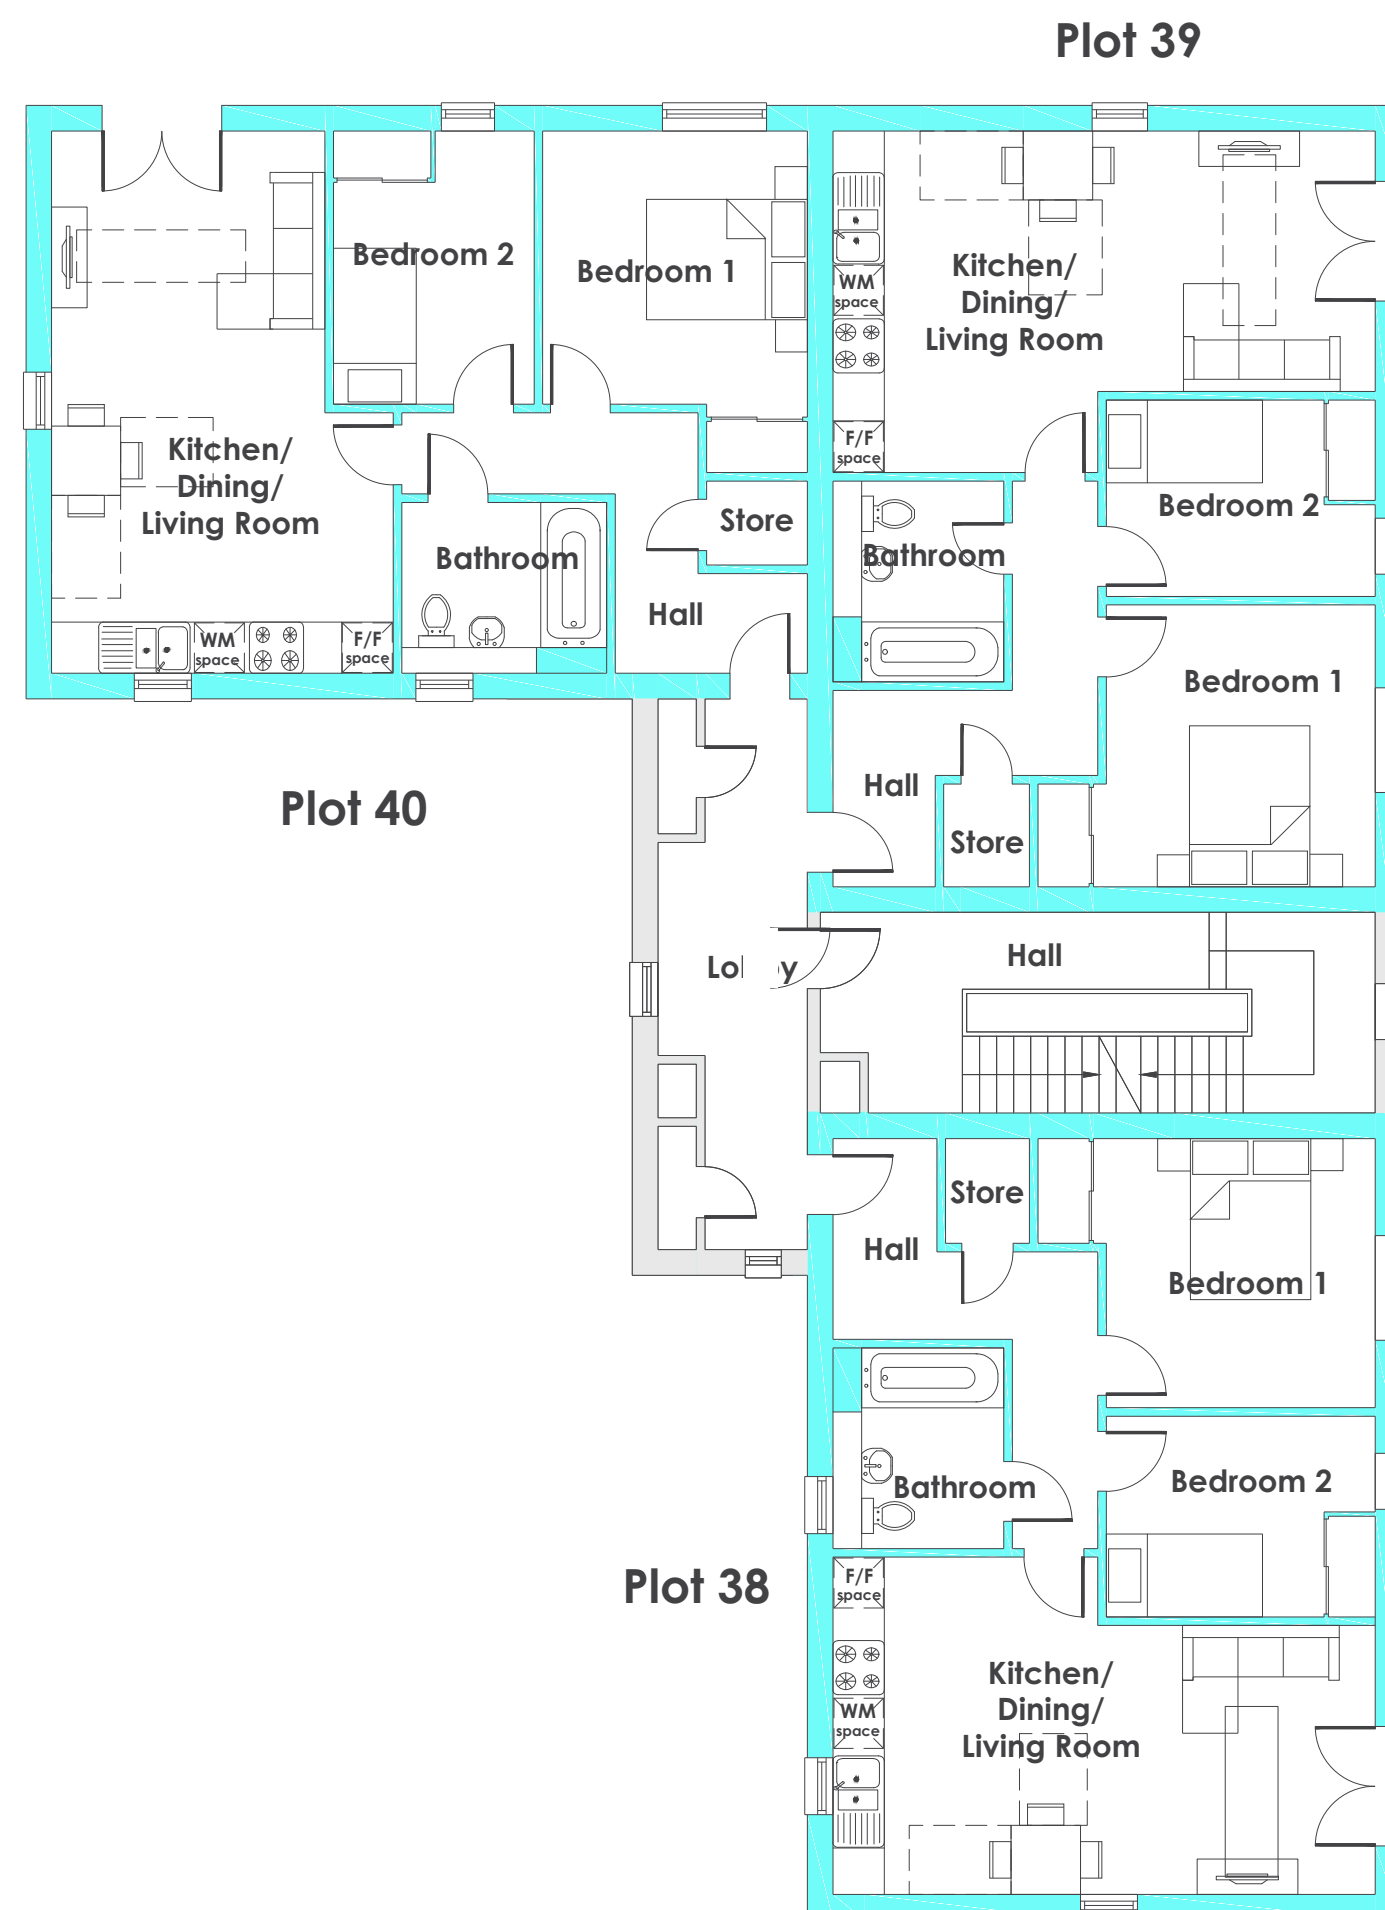 Plot 39
Bedroom 2
Bedroom 1
Kitchen/
Dining/
Living Room
WM
space
F/F
space
Kitchen/
Dining/
Living Room
Bedroom 2
Store
Bathroom
Bathroom
Hall
WM
space
F/F
space
Bedroom 1
Plot 40
Hall
Store
Hall
Store
Hall
Bedroom 1
Bathroom
Bedroom 2
Plot 38
F/F
space
Kitchen/
Dining/
Living Room
WM
space